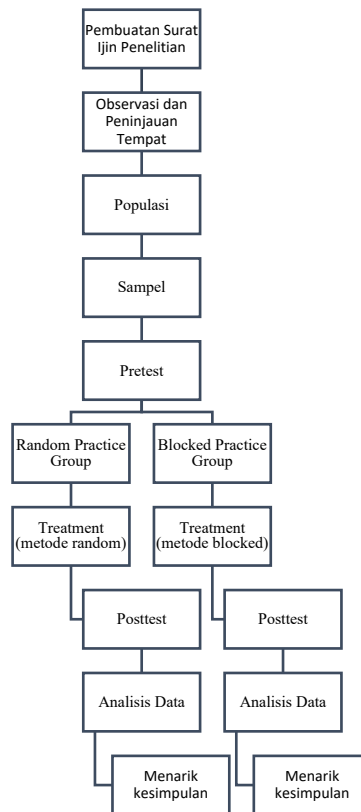 Pembuatan Surat
Ijin Penelitian
Observasi dan
Peninjauan
Tempat
Populasi
Sampel
Pretest
Random Practice
Group
Blocked Practice
Group
Treatment
(metode random)
Treatment
(metode blocked)
Posttest
Posttest
Analisis Data
Analisis Data
Menarik
kesimpulan
Menarik
kesimpulan